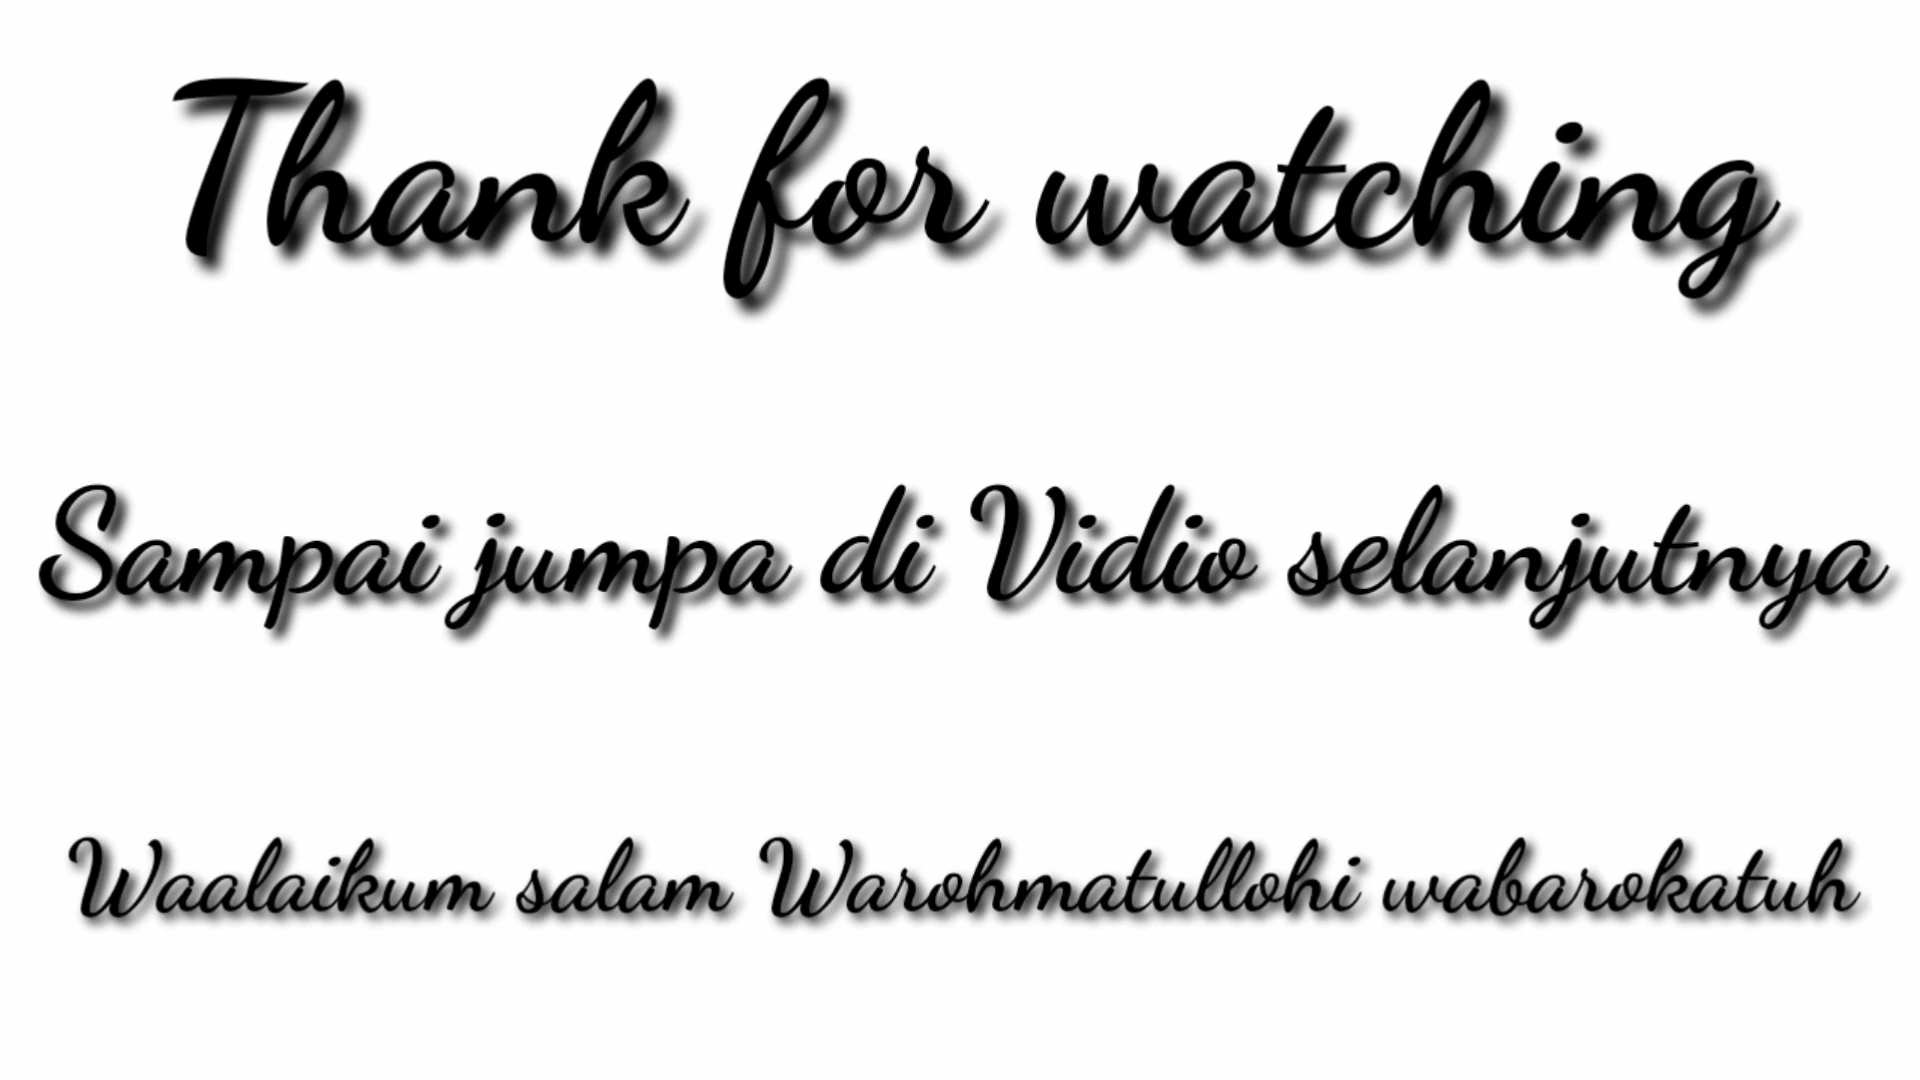 Thank for watching
Sampai jumpa di Vidio selanjutnya
Waalaikum salam Warohmatullohi wabarokatuh